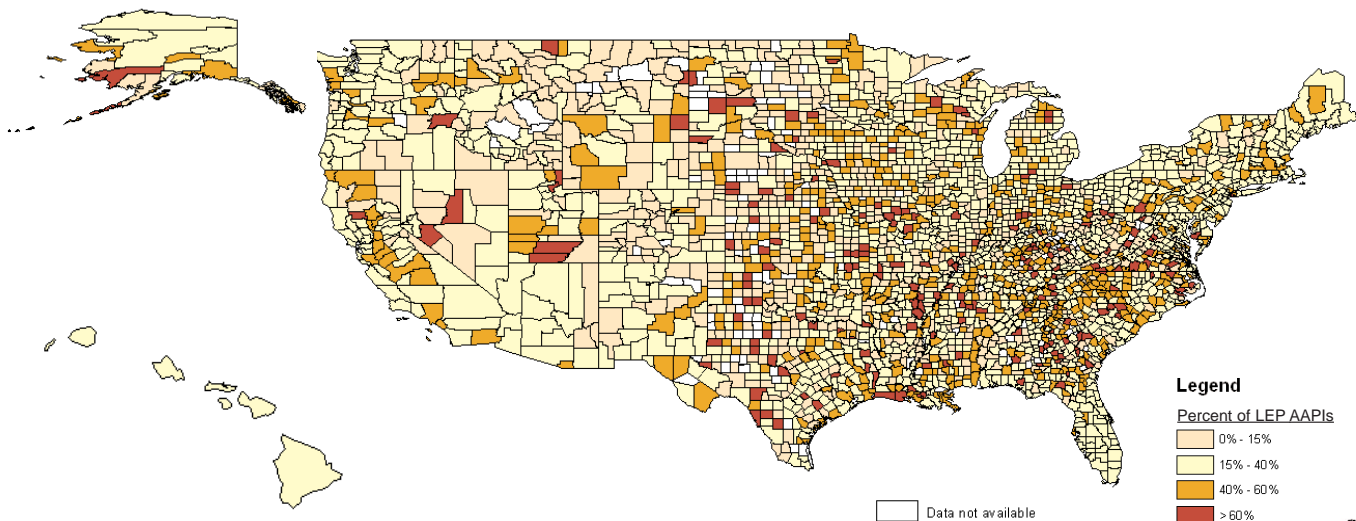 Legend
Percent of LEP AAPIs
0% - 15%
15% - 40%
40% - 60%
>60%
Data not available